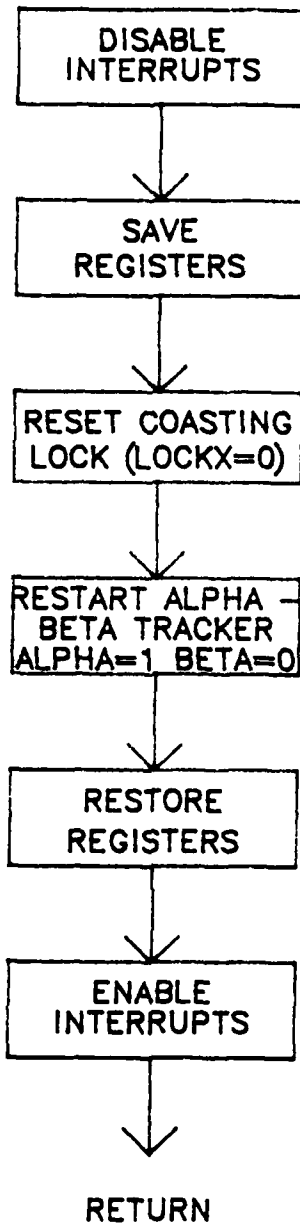 DISABLE
INTERRUPTS
SAVE
REGISTERS
RESET COASTING
LOCK (LOCKX=0)
RESTART ALPHA -
BETA TRACKER
ALPHA=1 BETA=0
RESTORE
REGISTERS
ENABLE
INTERRUPTS
RETURN